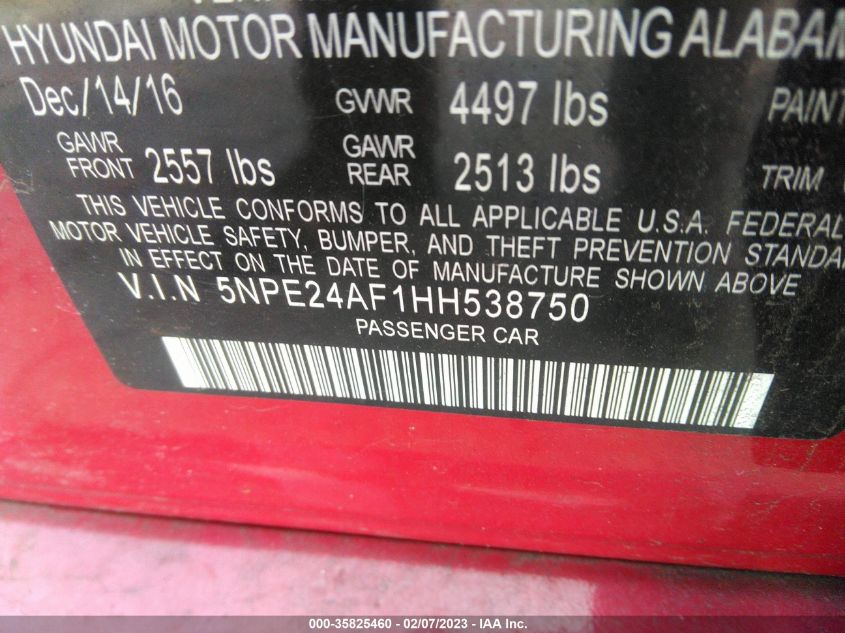 HYUNDAI MOTOR MANUFACTURING ALABAM
Dec/14/16 GVWR 4497 lbs PAINT
GAWR FRONT 2557 lbs GAWR REAR 2513 lbs TRIM
THIS VEHICLE CONFORMS TO ALL APPLICABLE U.S.A. FEDERAL
MOTOR VEHICLE SAFETY, BUMPER, AND THEFT PREVENTION STANDA
IN EFFECT ON THE DATE OF MANUFACTURE SHOWN ABOVE
V.I.N 5NPE24AF1HH538750
PASSENGER CAR
000-35825460 - 02/07/2023 - IAA Inc.